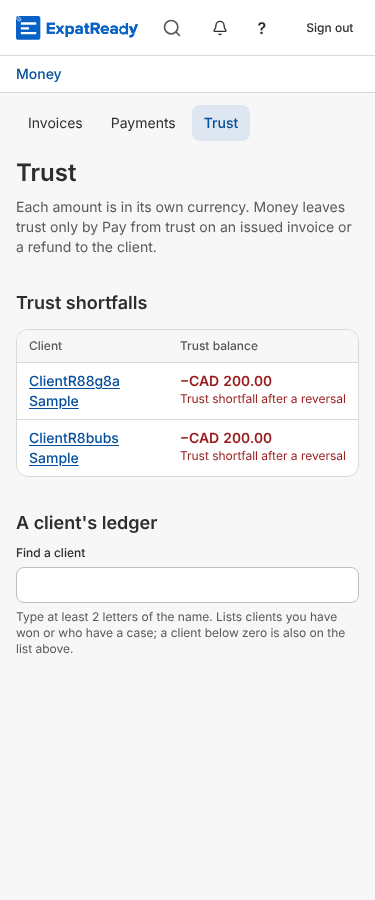 ExpatReady
?
Sign out
Money
Invoices
Payments
Trust
Trust
Each amount is in its own currency. Money leaves
trust only by Pay from trust on an issued invoice or
a refund to the client.
Trust shortfalls
Client
Trust balance
ClientR88g8a
Sample
−CAD 200.00
Trust shortfall after a reversal
ClientR8bubs
Sample
−CAD 200.00
Trust shortfall after a reversal
A client's ledger
Find a client
Type at least 2 letters of the name. Lists clients you have
won or who have a case; a client below zero is also on the
list above.